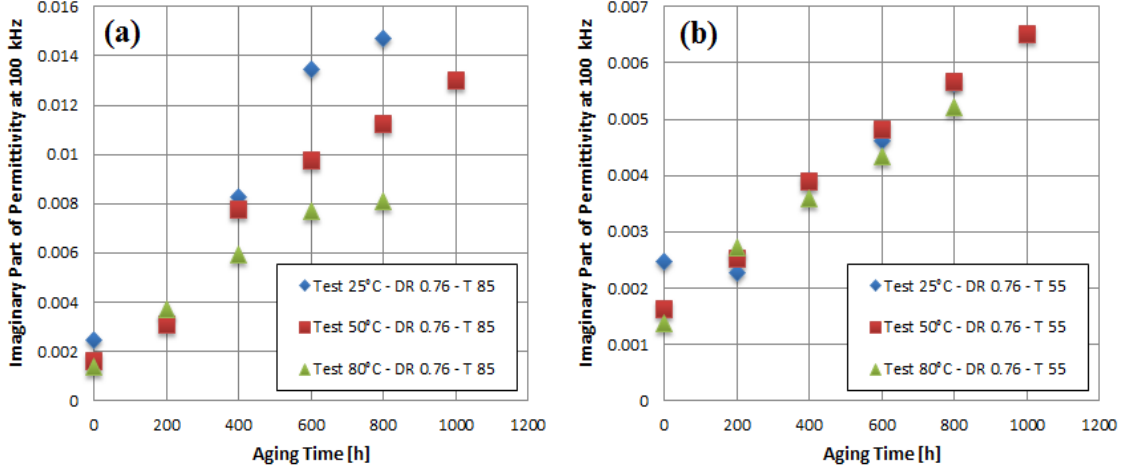 (a)
Imaginary Part of Permittivity at 100 kHz
0.016
0.014
0.012
0.01
0.008
0.006
0.004
0.002
0
0 200 400 600 800 1000 1200
Aging Time [h]
Test 25°C - DR 0.76 - T 85
Test 50°C - DR 0.76 - T 85
Test 80°C - DR 0.76 - T 85
(b)
Imaginary Part of Permittivity at 100 kHz
0.007
0.006
0.005
0.004
0.003
0.002
0.001
0
0 200 400 600 800 1000 1200
Aging Time [h]
Test 25°C - DR 0.76 - T 55
Test 50°C - DR 0.76 - T 55
Test 80°C - DR 0.76 - T 55